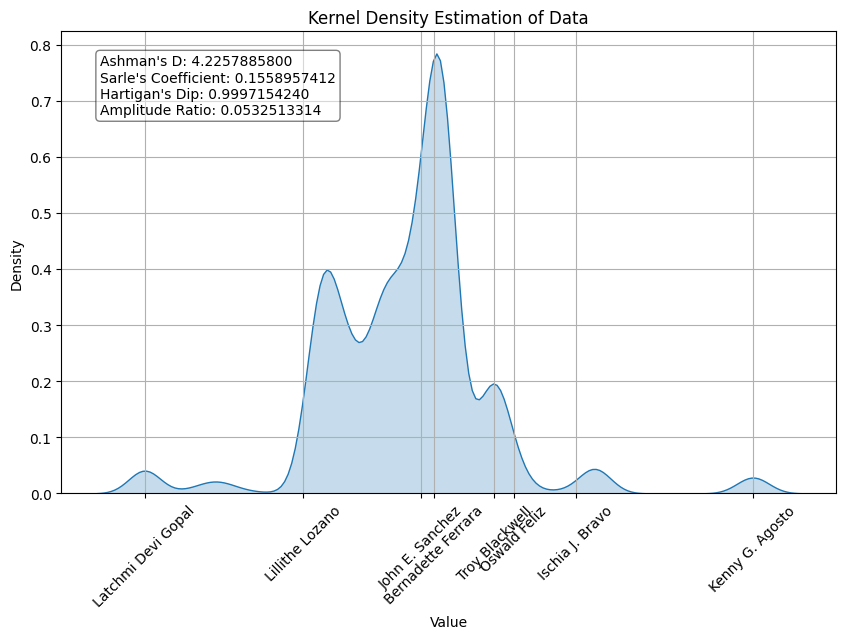 Kernel Density Estimation of Data
Ashman's D: 4.2257885800
Sarle's Coefficient: 0.1558957412
Hartigan's Dip: 0.9997154240
Amplitude Ratio: 0.0532513314
0.8
0.7
0.6
0.5
0.4
0.3
0.2
0.1
0.0
Density
Latchmi Devi Gopal
Lillithe Lozano
John E. Sanchez
Bernadette Ferrara
Troy Blackwell
Oswald Feliz
Ischia J. Bravo
Kenny G. Agosto
Value